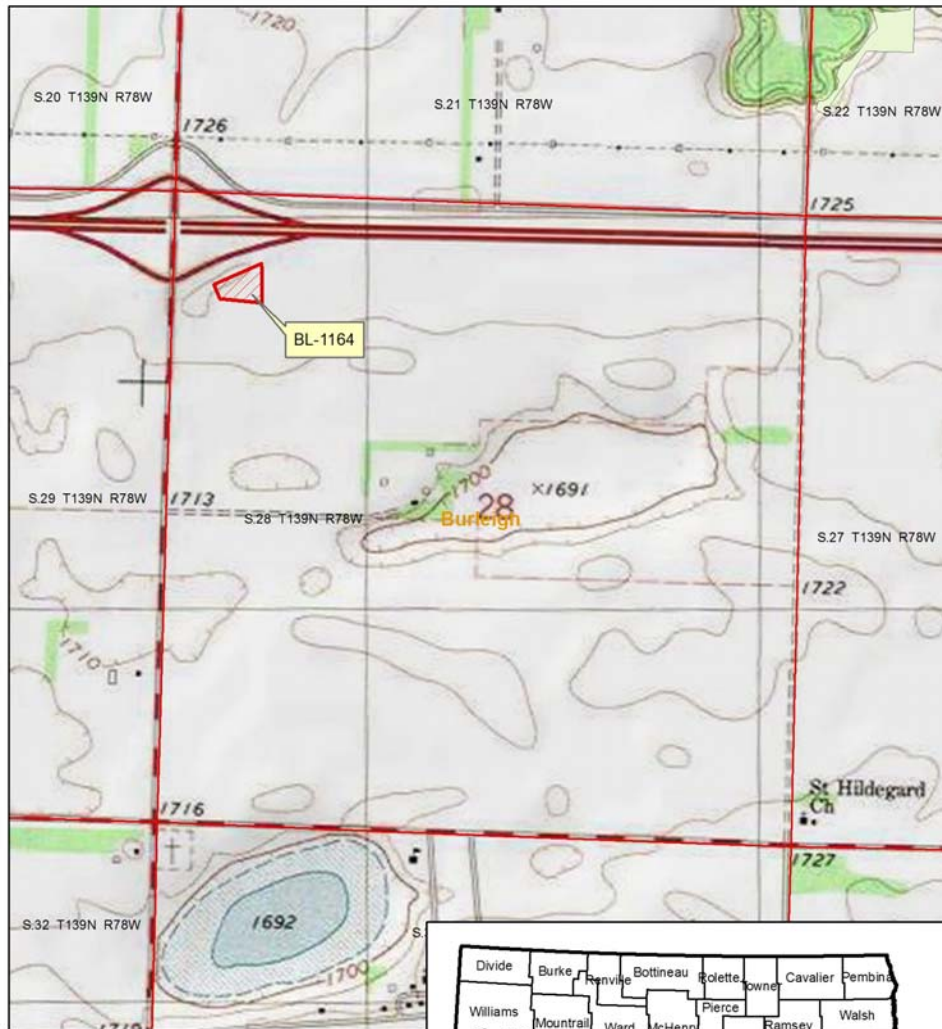 1720
S.20 T139N R78W
S.21 T139N R78W
S.22 T139N R78W
1726
1725
BL-1164
1700
28
×1691
S.29 T139N R78W
1713
S.28 T139N R78W
Burleigh
S.27 T139N R78W
1722
1710
St Hildegard
Ch
1716
1727
1692
S.32 T139N R78W
1700
Divide
Burke
Renville
Bottineau
Rolette
Towner
Cavalier
Pembina
Williams
Mountrail
Ward
McHenry
Pierce
Ramsey
Walsh